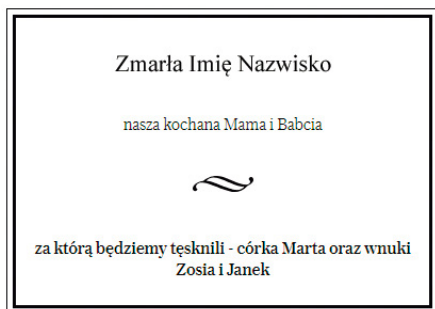 Zmarła Imię Nazwisko
nasza kochana Mama i Babcia
za którą będziemy tęsknili - córka Marta oraz wnuki
Zosia i Janek